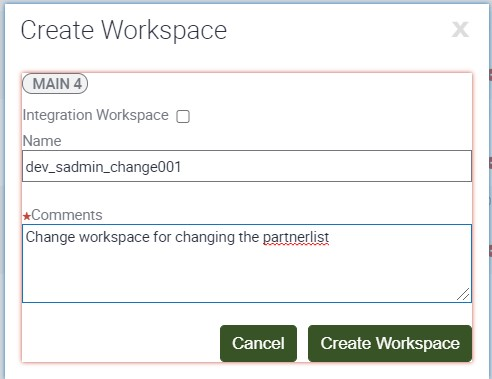 Create Workspace
x
MAIN 4
Integration Workspace
Name
dev_sadmin_change001
★Comments
Change workspace for changing the partnerlist
Cancel
Create Workspace